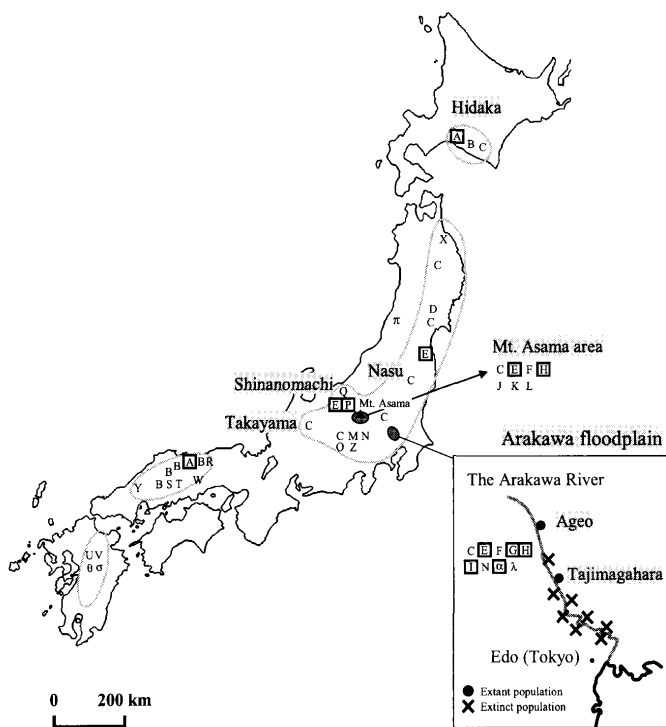 Hidaka
A B C
X
C
D
C
π
E
Mt. Asama area
C E F H
J K L
Nasu
C
Shinanomachi
Q
E P
Mt. Asama
C
Takayama
C
C M N
O Z
Arakawa floodplain
A B R
B
B
B S T
W
Y
U V
θ σ
The Arakawa River
Ageo
C E F G H
I N α λ
Tajimagahara
Edo (Tokyo)
Extant population
Extinct population
0 200 km